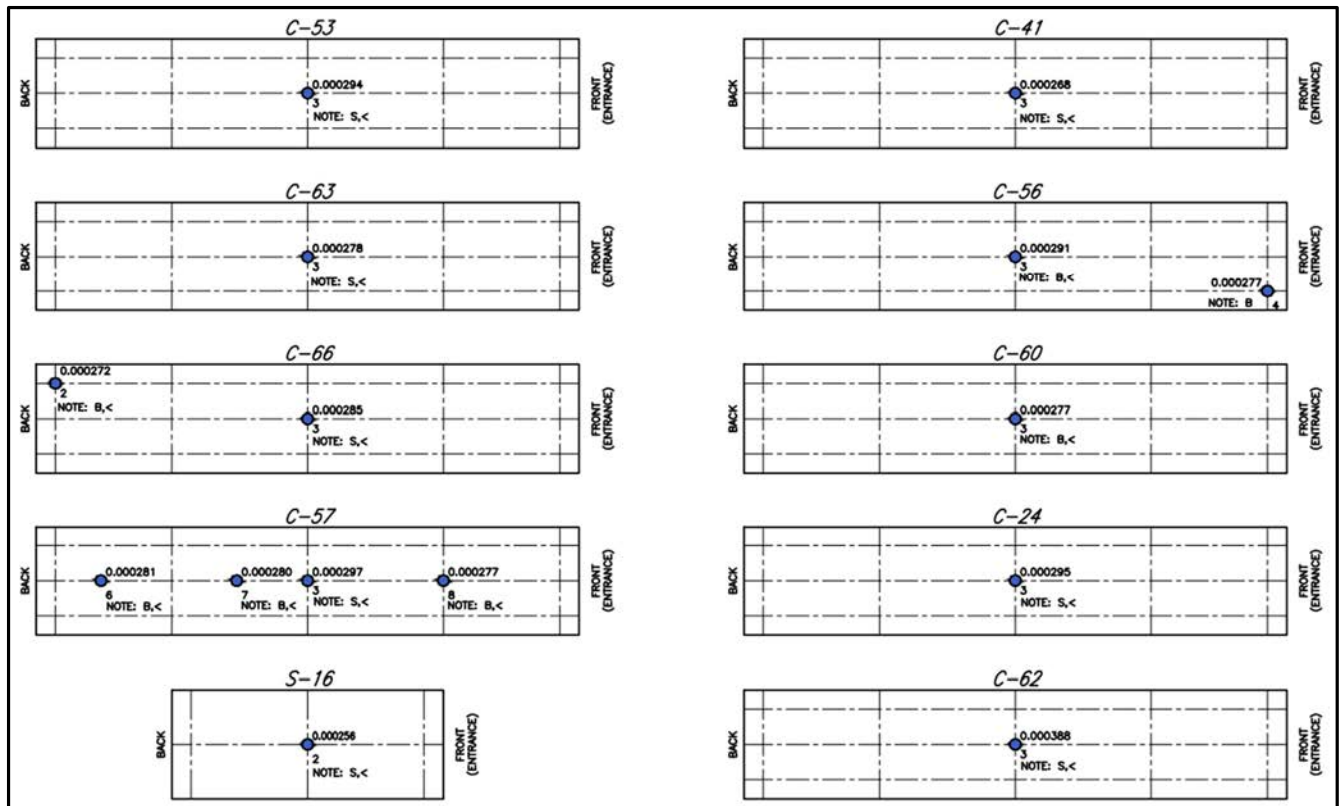 C-53
BACK
0.000294
3
NOTE: S,<
FRONT
(ENTRANCE)
C-41
BACK
0.000268
3
NOTE: S,<
FRONT
(ENTRANCE)
C-63
BACK
0.000278
3
NOTE: S,<
FRONT
(ENTRANCE)
C-56
BACK
0.000291
3
NOTE: B,<
0.000277
NOTE: B
4
FRONT
(ENTRANCE)
C-66
BACK
0.000272
2
NOTE: B,<
0.000285
3
NOTE: S,<
FRONT
(ENTRANCE)
C-60
BACK
0.000277
3
NOTE: B,<
FRONT
(ENTRANCE)
C-57
BACK
0.000281
6
NOTE: B,<
0.000280
7
NOTE: B,<
0.000297
3
NOTE: S,<
0.000277
8
NOTE: B,<
FRONT
(ENTRANCE)
C-24
BACK
0.000295
3
NOTE: S,<
FRONT
(ENTRANCE)
S-16
BACK
0.000256
2
NOTE: S,<
FRONT
(ENTRANCE)
C-62
BACK
0.000388
3
NOTE: S,<
FRONT
(ENTRANCE)